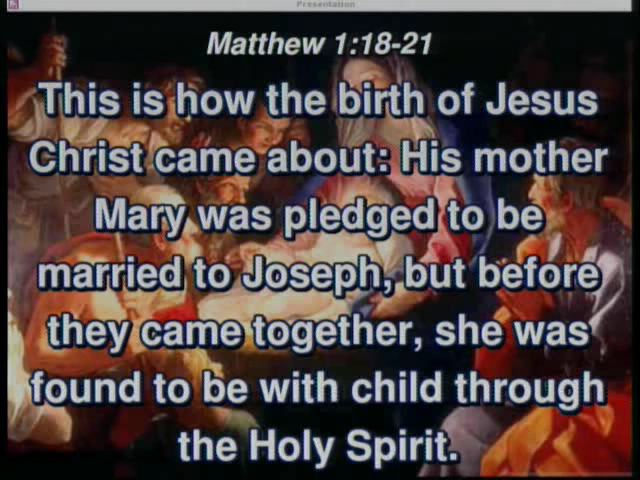 Presentation
Matthew 1:18-21
This is how the birth of Jesus
Christ came about: His mother
Mary was pledged to be
married to Joseph, but before
they came together, she was
found to be with child through
the Holy Spirit.